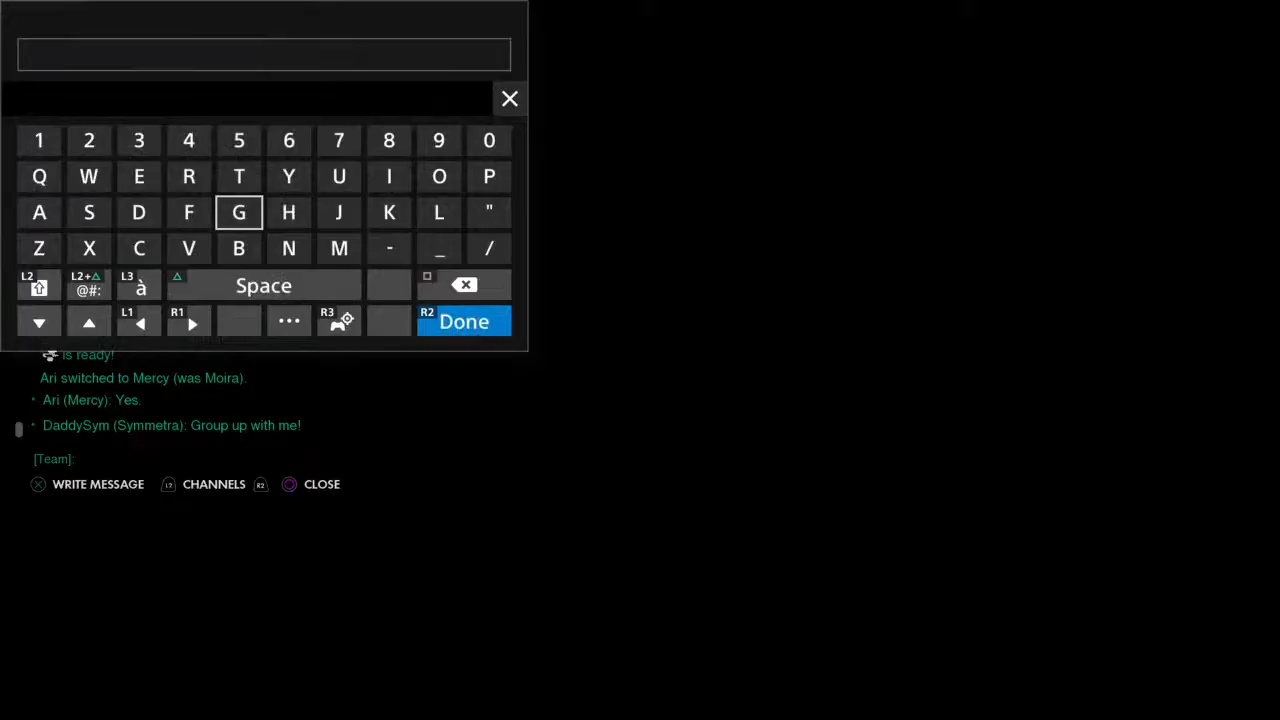 1 2 3 4 5 6 7 8 9 0
Q W E R T Y U I O P
A S D F G H J K L "
Z X C V B N M - _ /
L2 L2+△ @#: L3 à △ Space □
L1 R1 ... R3 R2 Done
is ready!
Ari switched to Mercy (was Moira).
Ari (Mercy): Yes.
DaddySym (Symmetra): Group up with me!
[Team]:
WRITE MESSAGE L2 CHANNELS R2 CLOSE